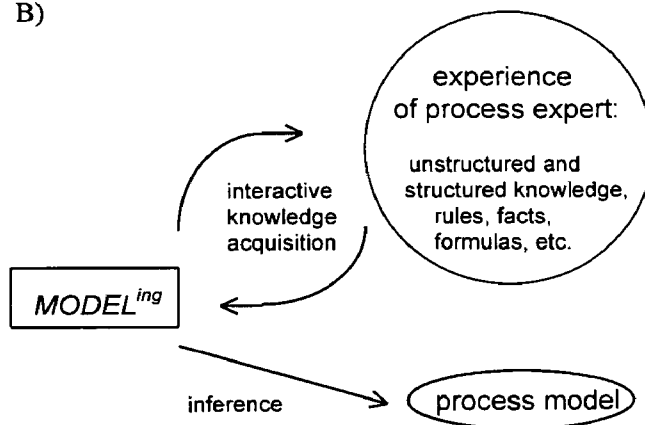 B)
experience
of process expert:
unstructured and
structured knowledge,
rules, facts,
formulas, etc.
interactive
knowledge
acquisition
MODELing
inference
process model